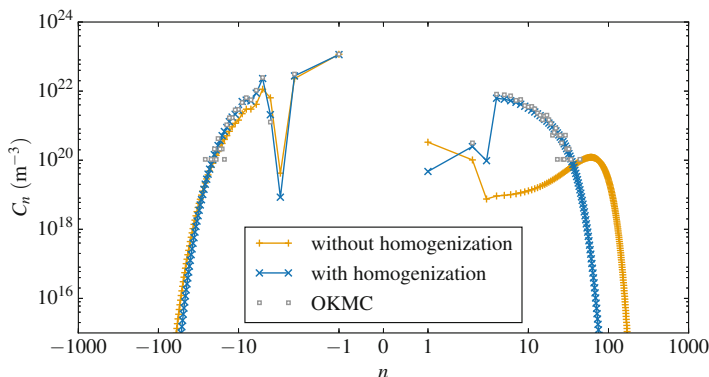 10^24
10^22
10^20
10^18
10^16
C_n (m^−3)
without homogenization
with homogenization
OKMC
−1000 −100 −10 −1 0 1 10 100 1000
n